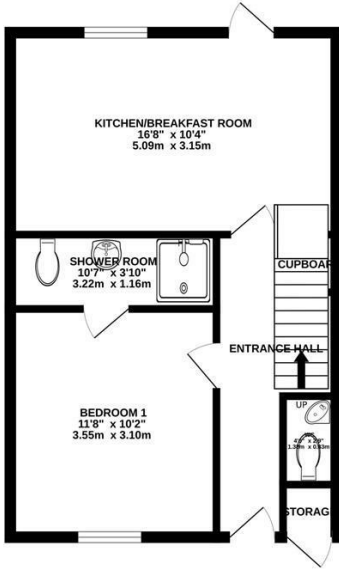 KITCHEN/BREAKFAST ROOM
16'8" x 10'4"
5.09m x 3.15m
SHOWER ROOM
10'7" x 3'10"
3.22m x 1.16m
CUPBOAR
ENTRANCE HALL
BEDROOM 1
11'8" x 10'2"
3.55m x 3.10m
UP
STORAG